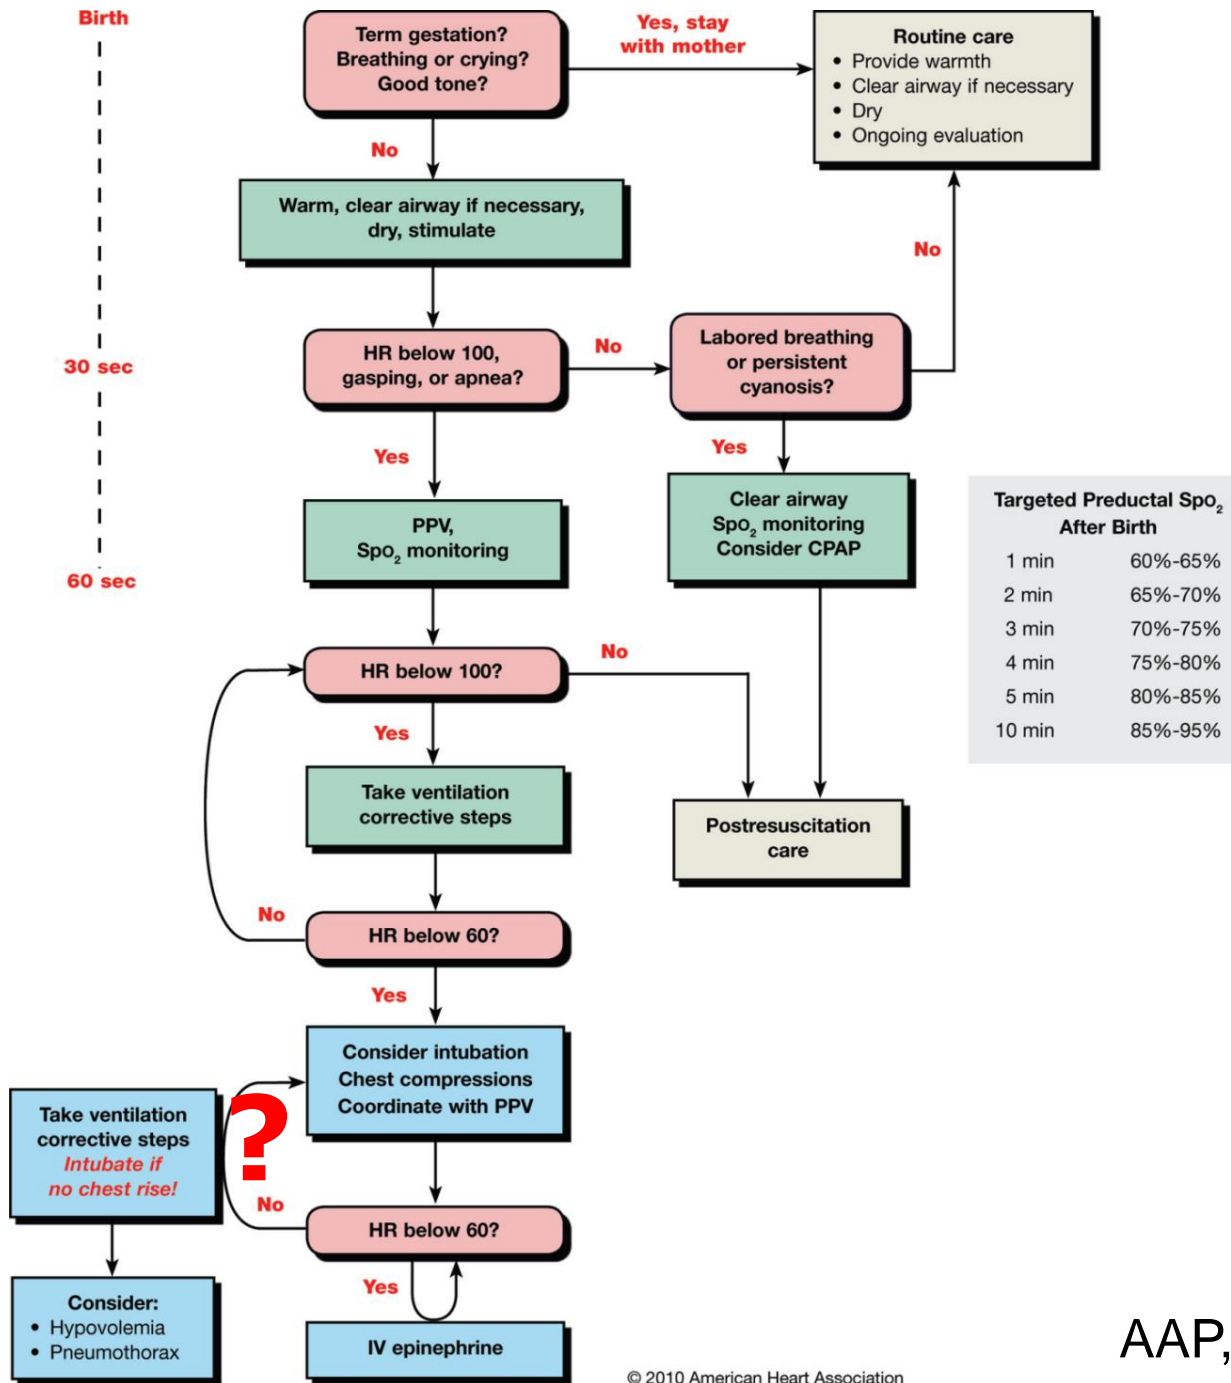 Birth
Term gestation?
Breathing or crying?
Good tone?
Yes, stay
with mother
Routine care
• Provide warmth
• Clear airway if necessary
• Dry
• Ongoing evaluation
No
Warm, clear airway if necessary,
dry, stimulate
No
30 sec
HR below 100,
gasping, or apnea?
No
Labored breathing
or persistent
cyanosis?
Yes
Yes
PPV,
SpO₂ monitoring
Clear airway
SpO₂ monitoring
Consider CPAP
60 sec
Targeted Preductal SpO₂
After Birth
1 min 60%-65%
2 min 65%-70%
3 min 70%-75%
4 min 75%-80%
5 min 80%-85%
10 min 85%-95%
HR below 100?
No
Yes
Take ventilation
corrective steps
Postresuscitation
care
HR below 60?
No
Yes
Consider intubation
Chest compressions
Coordinate with PPV
Take ventilation
corrective steps
Intubate if
no chest rise!
?
No
HR below 60?
Yes
Consider:
• Hypovolemia
• Pneumothorax
IV epinephrine
AAP,
© 2010 American Heart Association